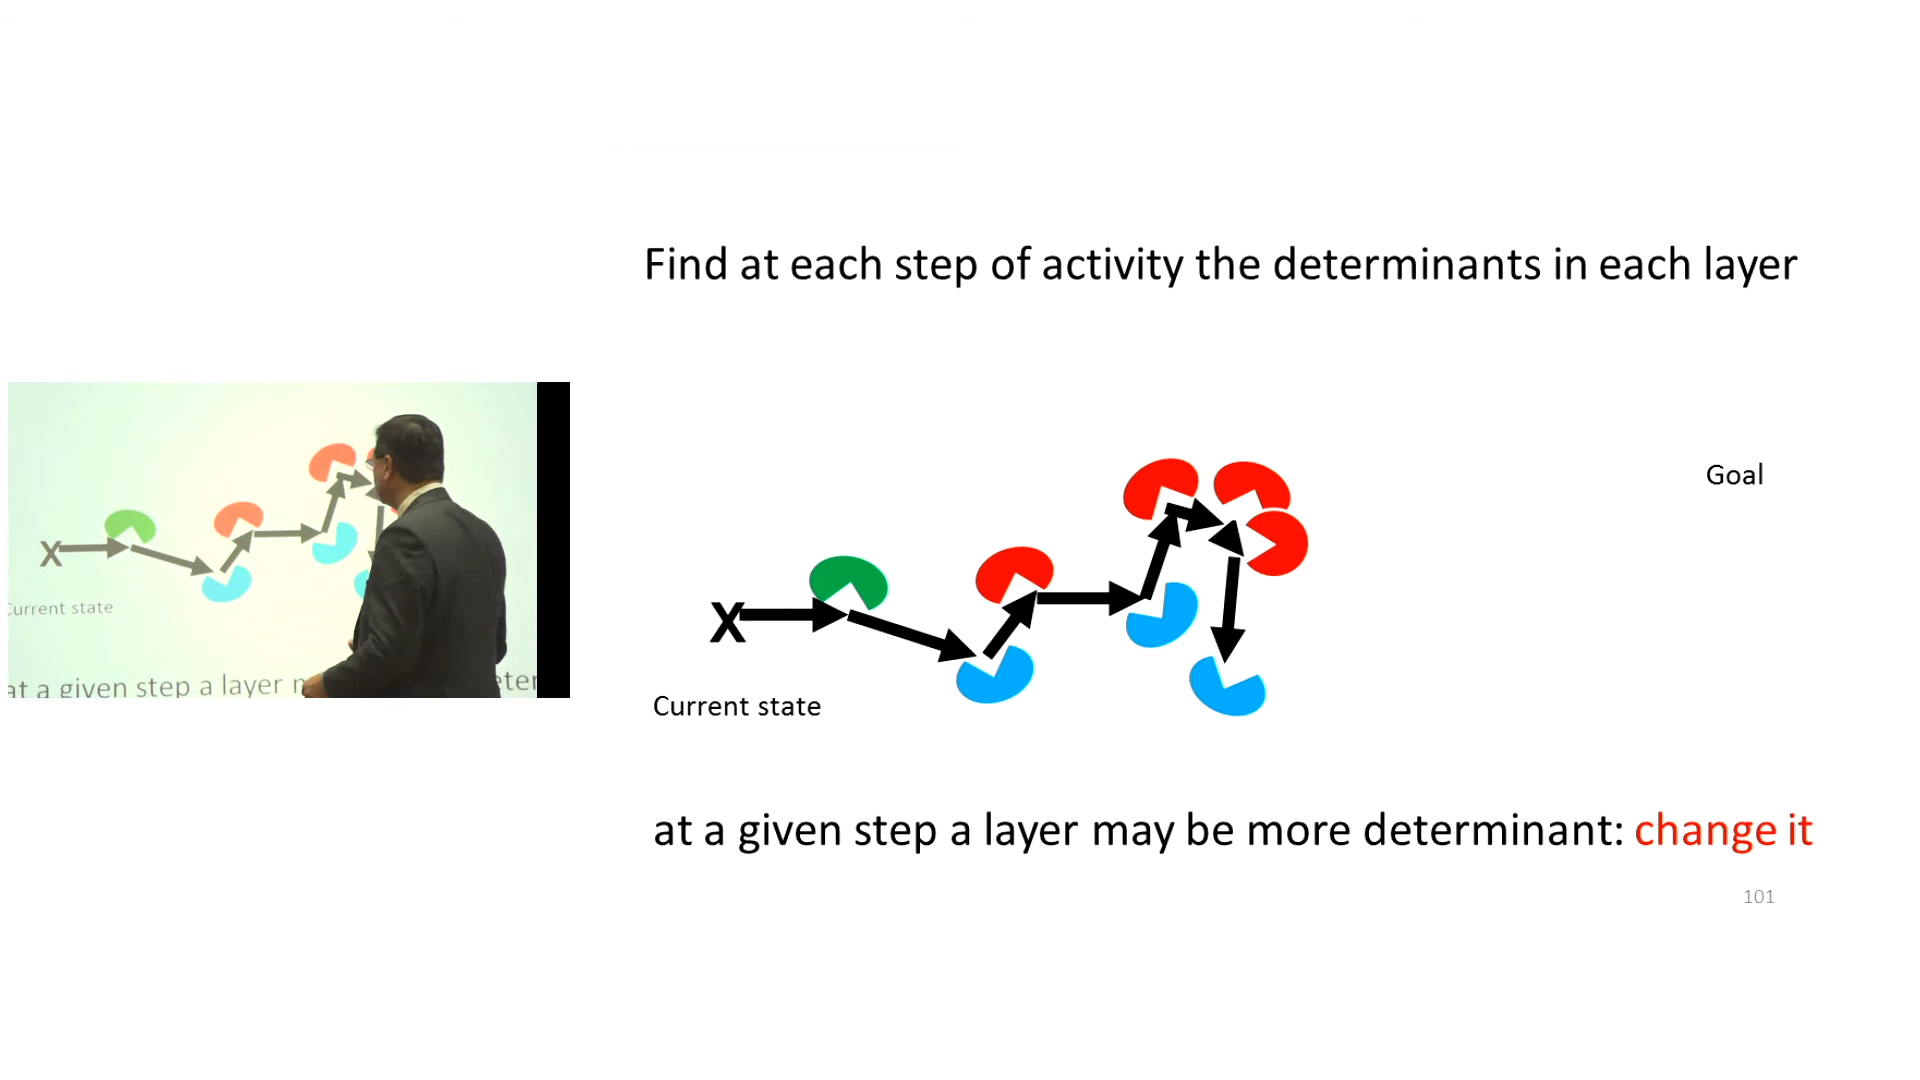 Find at each step of activity the determinants in each layer
Goal
X
Current state
at a given step a layer may be more determinant: change it
101
X
Current state
at a given step a layer